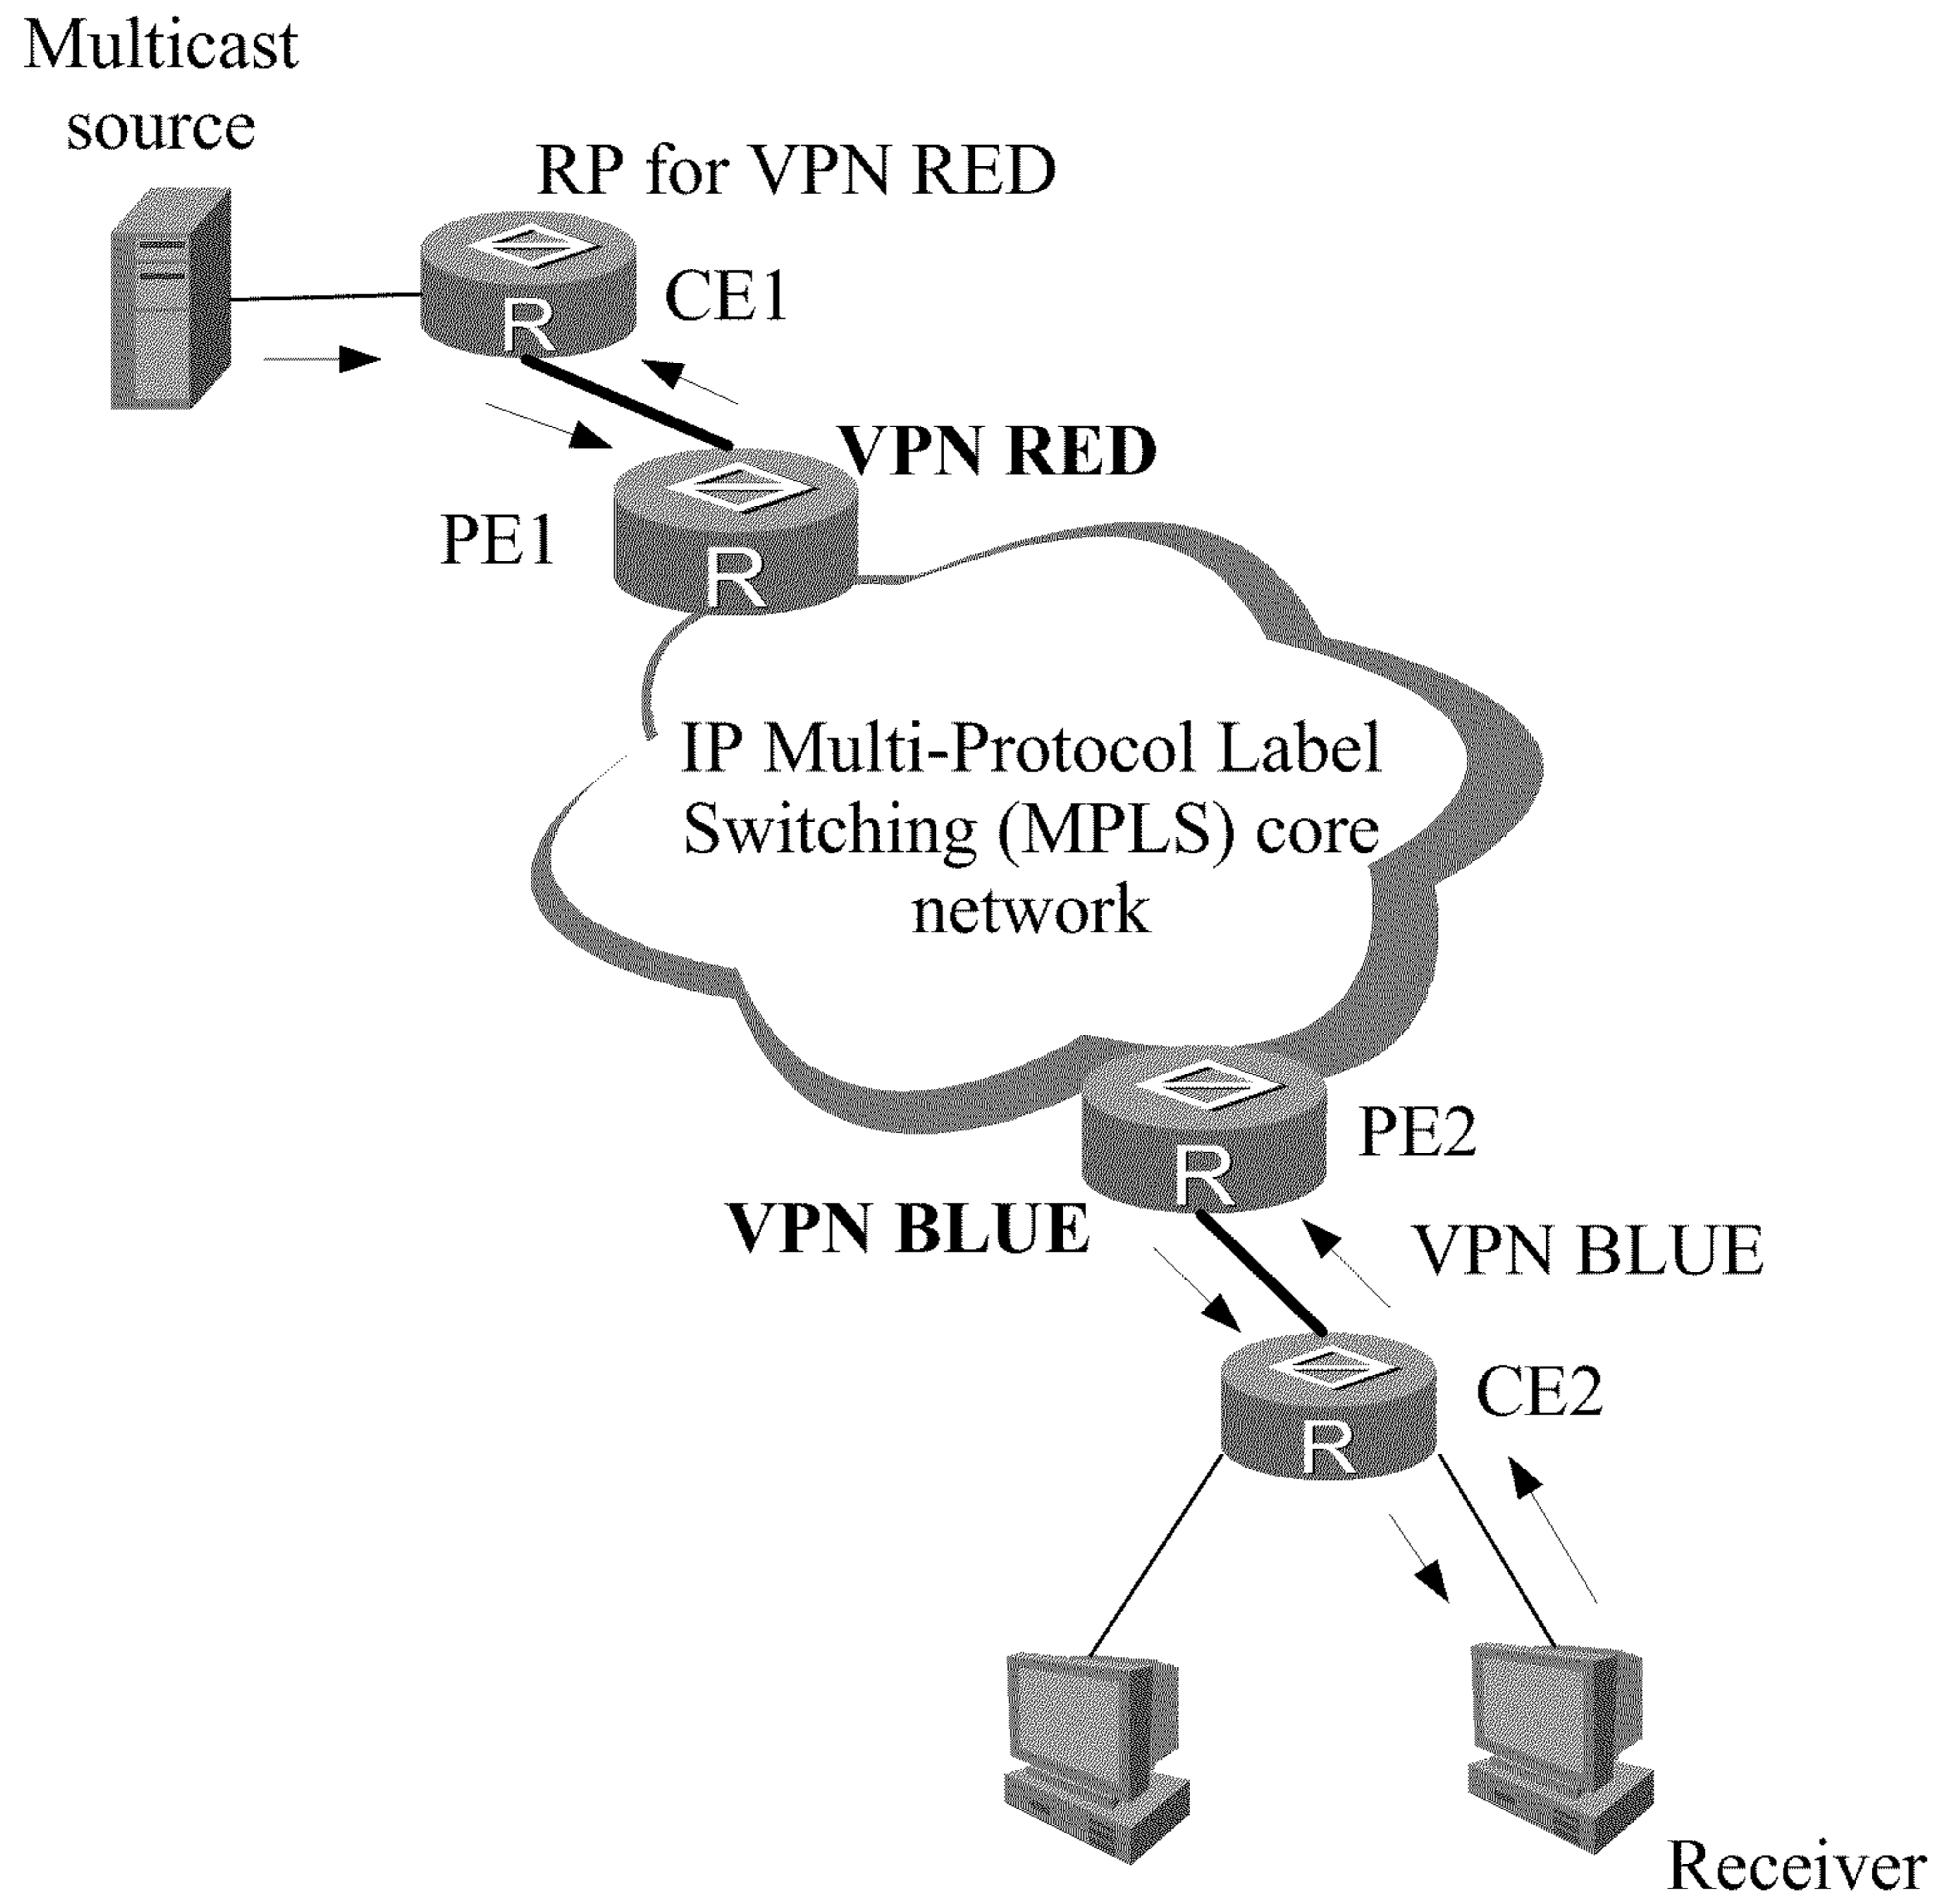 Multicast
source
RP for VPN RED
R
CE1
VPN RED
PE1
R
IP Multi-Protocol Label
Switching (MPLS) core
network
PE2
R
VPN BLUE
VPN BLUE
CE2
R
Receiver